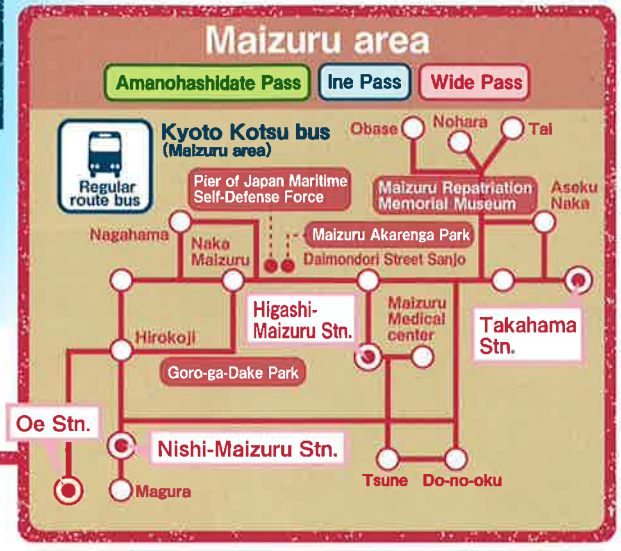 Maizuru area
Amanohashidate Pass
Ine Pass
Wide Pass
Regular
route bus
Kyoto Kotsu bus
(Maizuru area)
Obase
Nohara
Tai
Pier of Japan Maritime
Self-Defense Force
Maizuru Repatriation
Memorial Museum
Aseku
Naka
Nagahama
Naka
Maizuru
Maizuru Akarenga Park
Daimondori Street Sanjo
Higashi-
Maizuru Stn.
Maizuru
Medical
center
Takahama
Stn.
Hirokoji
Goro-ga-Dake Park
Oe Stn.
Nishi-Maizuru Stn.
Magura
Tsune
Do-no-oku